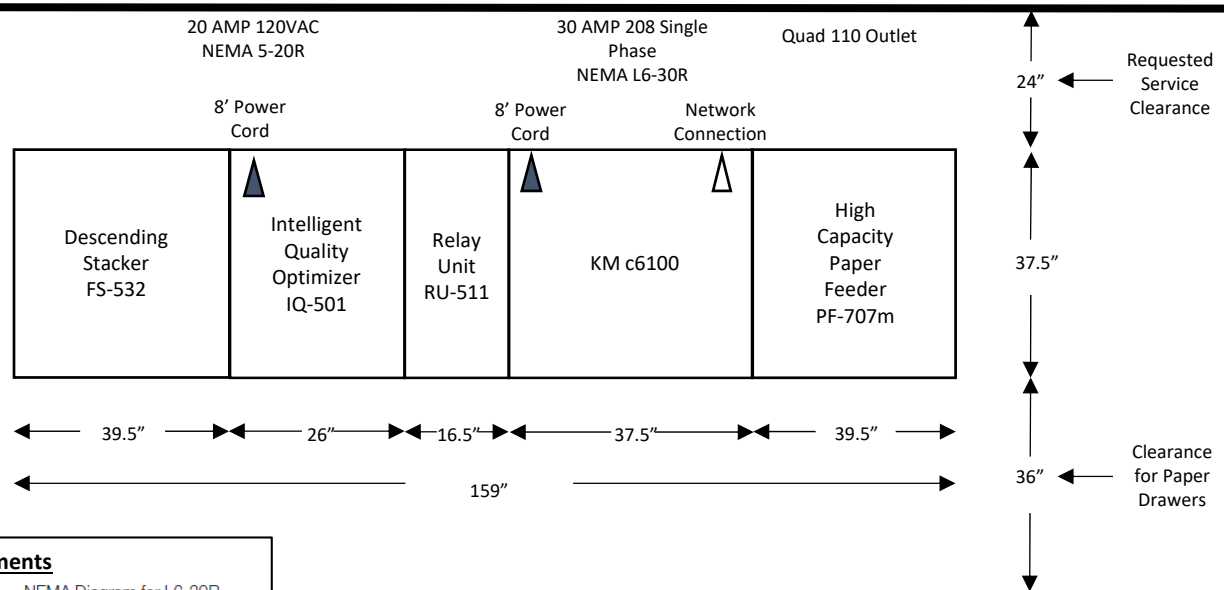 20 AMP 120VAC
NEMA 5-20R
30 AMP 208 Single
Phase
NEMA L6-30R
Quad 110 Outlet
24”
Requested
Service
Clearance
8’ Power
Cord
8’ Power
Cord
Network
Connection
Descending
Stacker
FS-532
Intelligent
Quality
Optimizer
IQ-501
Relay
Unit
RU-511
KM c6100
High
Capacity
Paper
Feeder
PF-707m
37.5”
39.5”
26”
16.5”
37.5”
39.5”
159”
36”
Clearance
for Paper
Drawers
ments
NEMA Diagram for